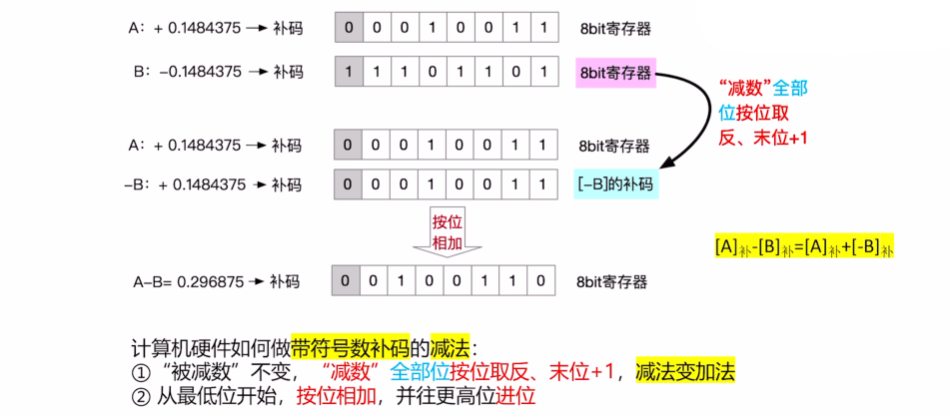 A：+ 0.1484375 → 补码 0 0 0 1 0 0 1 1 8bit寄存器
B：-0.1484375 → 补码 1 1 1 0 1 1 0 1 8bit寄存器
“减数”全部
位按位取
反、末位+1
A：+ 0.1484375 → 补码 0 0 0 1 0 0 1 1 8bit寄存器
-B：+ 0.1484375 → 补码 0 0 0 1 0 0 1 1 [-B]的补码
按位
相加
[A]补-[B]补=[A]补+[-B]补
A-B= 0.296875 → 补码 0 0 1 0 0 1 1 0 8bit寄存器
计算机硬件如何做带符号数补码的减法：
①“被减数”不变，“减数”全部位按位取反、末位+1，减法变加法
② 从最低位开始，按位相加，并往更高位进位